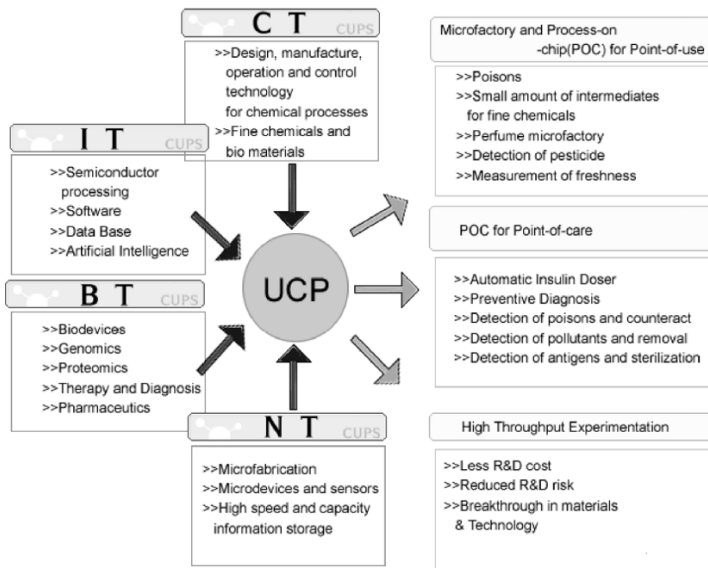 C T
CUPS
>>Design, manufacture,
operation and control
technology
for chemical processes
>>Fine chemicals and
bio materials
I T
CUPS
>>Semiconductor
processing
>>Software
>>Data Base
>>Artificial Intelligence
B T
CUPS
>>Biodevices
>>Genomics
>>Proteomics
>>Therapy and Diagnosis
>>Pharmaceutics
N T
CUPS
>>Microfabrication
>>Microdevices and sensors
>>High speed and capacity
information storage
UCP
Microfactory and Process-on
-chip(POC) for Point-of-use
>>Poisons
>>Small amount of intermediates
for fine chemicals
>>Perfume microfactory
>>Detection of pesticide
>>Measurement of freshness
POC for Point-of-care
>>Automatic Insulin Doser
>>Preventive Diagnosis
>>Detection of poisons and counteract
>>Detection of pollutants and removal
>>Detection of antigens and sterilization
High Throughput Experimentation
>>Less R&D cost
>>Reduced R&D risk
>>Breakthrough in materials
& Technology